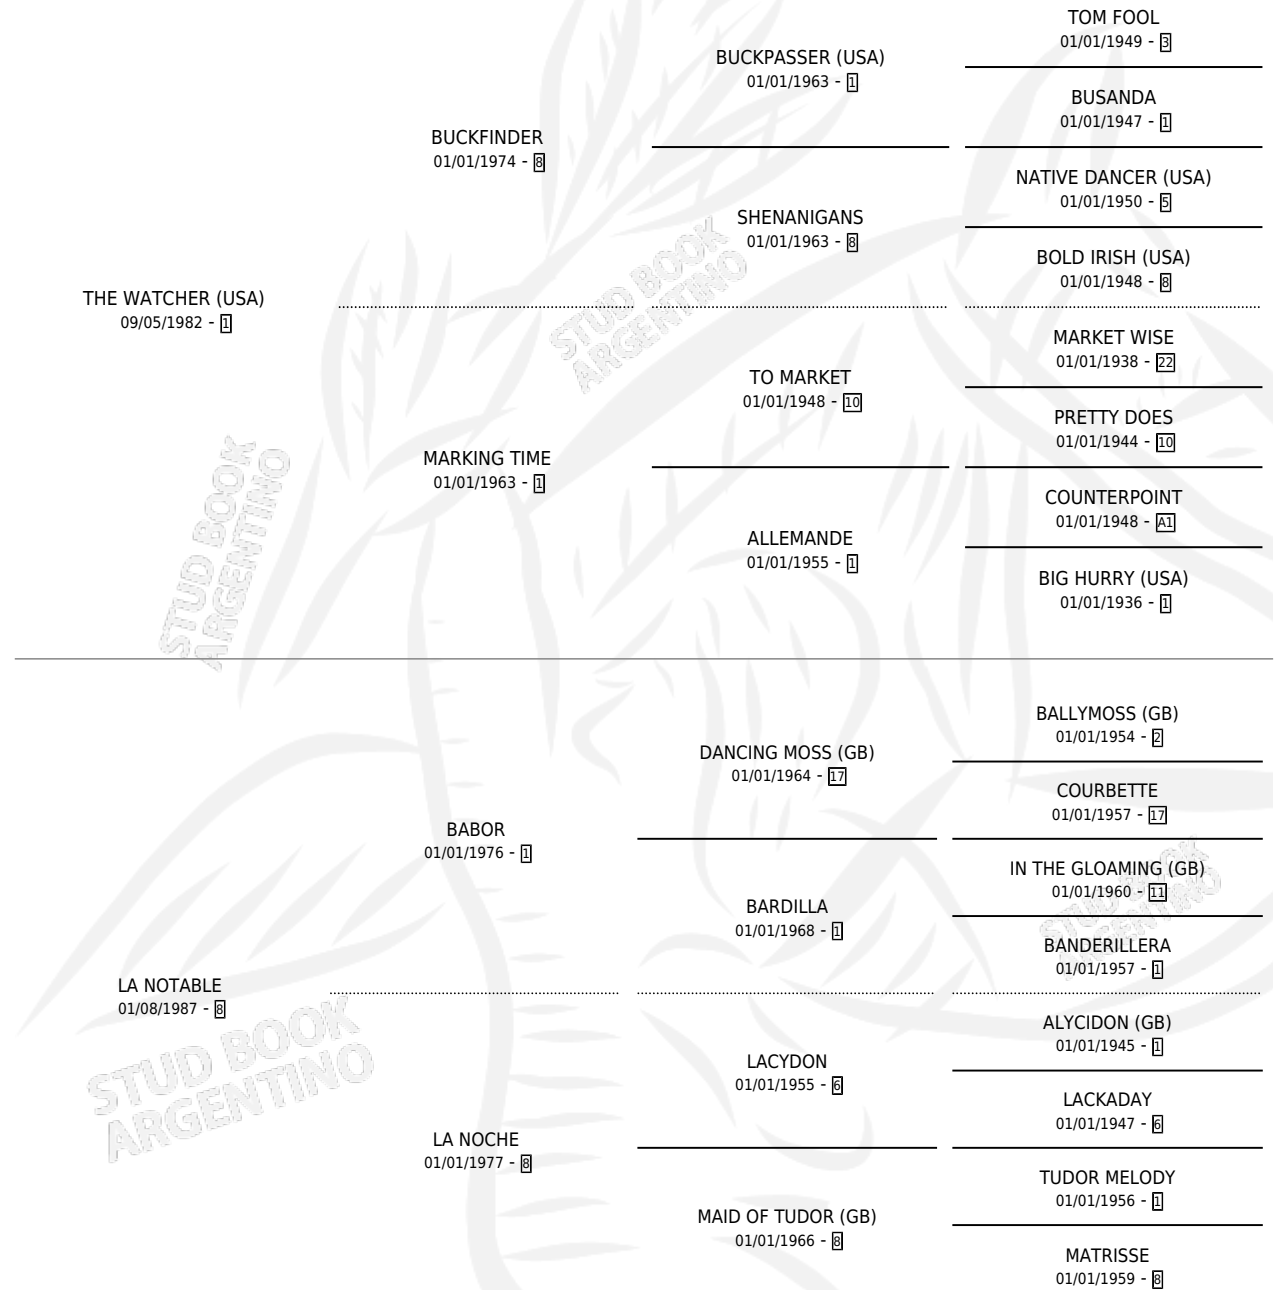 TOM FOOL
01/01/1949 - 3
BUCKPASSER (USA)
01/01/1963 - 1
BUSANDA
01/01/1947 - 1
BUCKFINDER
01/01/1974 - 8
NATIVE DANCER (USA)
01/01/1950 - 5
SHENANIGANS
01/01/1963 - 8
BOLD IRISH (USA)
01/01/1948 - 8
THE WATCHER (USA)
09/05/1982 - 1
MARKET WISE
01/01/1938 - 22
TO MARKET
01/01/1948 - 10
PRETTY DOES
01/01/1944 - 10
MARKING TIME
01/01/1963 - 1
COUNTERPOINT
01/01/1948 - A1
ALLEMANDE
01/01/1955 - 1
BIG HURRY (USA)
01/01/1936 - 1
BALLYMOSS (GB)
01/01/1954 - 2
DANCING MOSS (GB)
01/01/1964 - 17
COURBETTE
01/01/1957 - 17
BABOR
01/01/1976 - 1
IN THE GLOAMING (GB)
01/01/1960 - 11
BARDILLA
01/01/1968 - 1
BANDERILLERA
01/01/1957 - 1
LA NOTABLE
01/08/1987 - 8
ALYCIDON (GB)
01/01/1945 - 1
LACYDON
01/01/1955 - 6
LACKADAY
01/01/1947 - 6
LA NOCHE
01/01/1977 - 8
TUDOR MELODY
01/01/1956 - 1
MAID OF TUDOR (GB)
01/01/1966 - 8
MATRISSE
01/01/1959 - 8
STUD BOOK
ARGENTINO
STUD BOOK
ARGENTINO
STUD BOOK
ARGENTINO
STUD BOOK
ARGENTINO